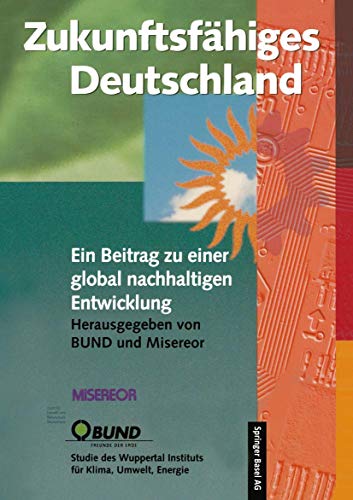 Zukunftsfähiges
Deutschland
Ein Beitrag zu einer
global nachhaltigen
Entwicklung
Herausgegeben von
BUND und Misereor
MISEREOR
BUND
FREUNDE DER ERDE
Studie des Wuppertal Instituts
für Klima, Umwelt, Energie
Springer Basel AG